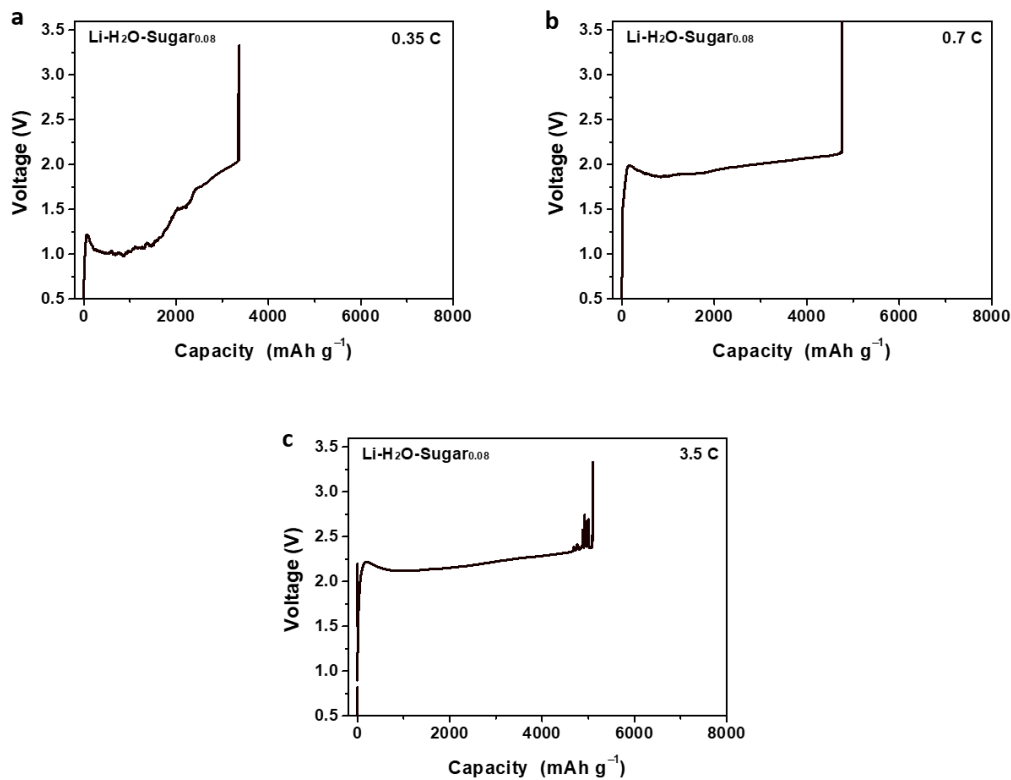 a
Li-H₂O-Sugar₀.₀₈ 0.35 C
3.5
3.0
2.5
2.0
1.5
1.0
0.5
Voltage (V)
0 2000 4000 6000 8000
Capacity (mAh g⁻¹)
b
Li-H₂O-Sugar₀.₀₈ 0.7 C
3.5
3.0
2.5
2.0
1.5
1.0
0.5
Voltage (V)
0 2000 4000 6000 8000
Capacity (mAh g⁻¹)
c
Li-H₂O-Sugar₀.₀₈ 3.5 C
3.5
3.0
2.5
2.0
1.5
1.0
0.5
Voltage (V)
0 2000 4000 6000 8000
Capacity (mAh g⁻¹)